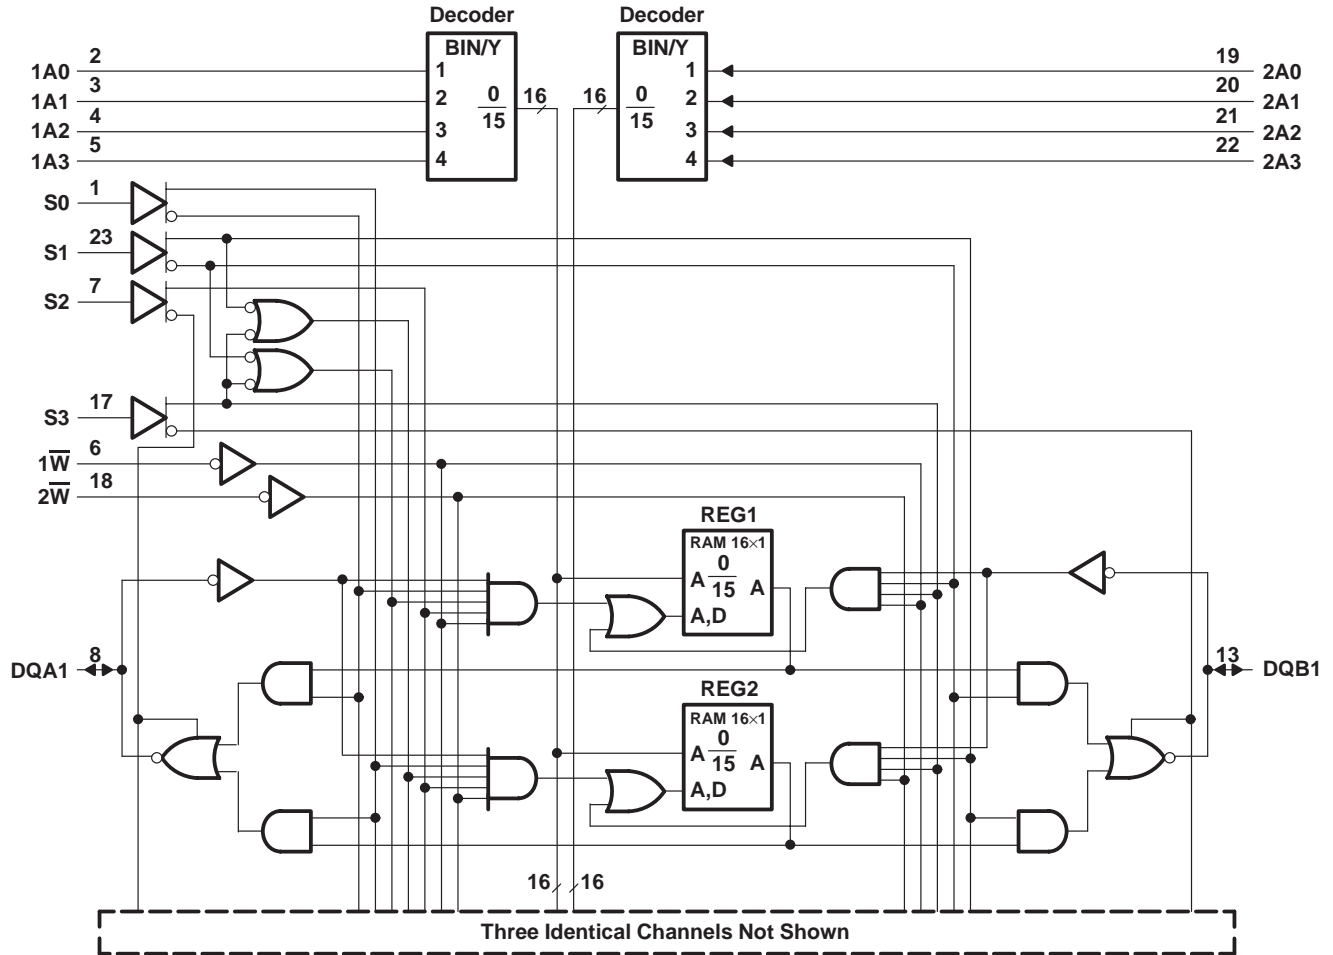 Decoder Decoder
BIN/Y BIN/Y
1A0 2 1 1 19 2A0
1A1 3 2 0 16 16 0 2 20 2A1
1A2 4 3 15 15 3 21 2A2
1A3 5 4 4 22 2A3
S0 1
S1 23
S2 7
S3 17
1W̅ 6
2W̅ 18
REG1
RAM 16×1
A 0 A
15
A,D
DQA1 8 13 DQB1
REG2
RAM 16×1
A 0 A
15
A,D
16 16
Three Identical Channels Not Shown